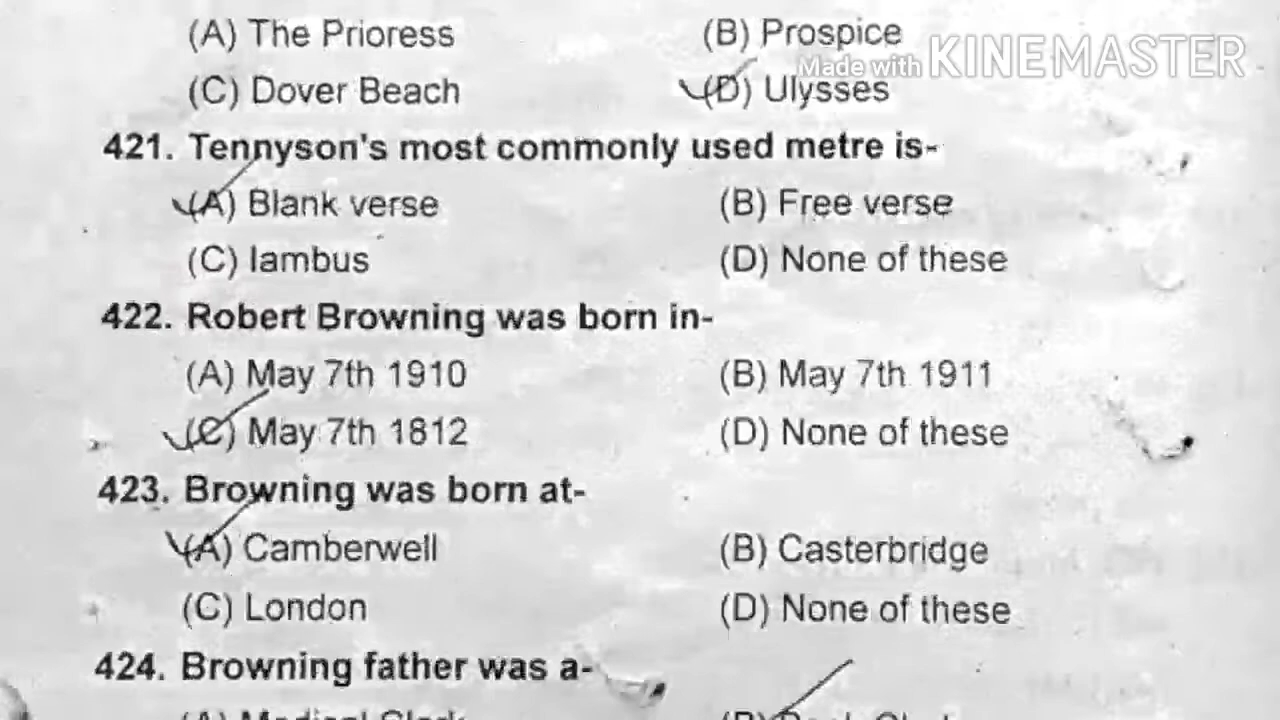 (A) The Prioress (B) Prospice
Made with KINEMASTER
(C) Dover Beach (D) Ulysses
421. Tennyson's most commonly used metre is-
(A) Blank verse (B) Free verse
(C) Iambus (D) None of these
422. Robert Browning was born in-
(A) May 7th 1910 (B) May 7th 1911
(C) May 7th 1812 (D) None of these
423. Browning was born at-
(A) Camberwell (B) Casterbridge
(C) London (D) None of these
424. Browning father was a-
(A) Medical Clerk (B)